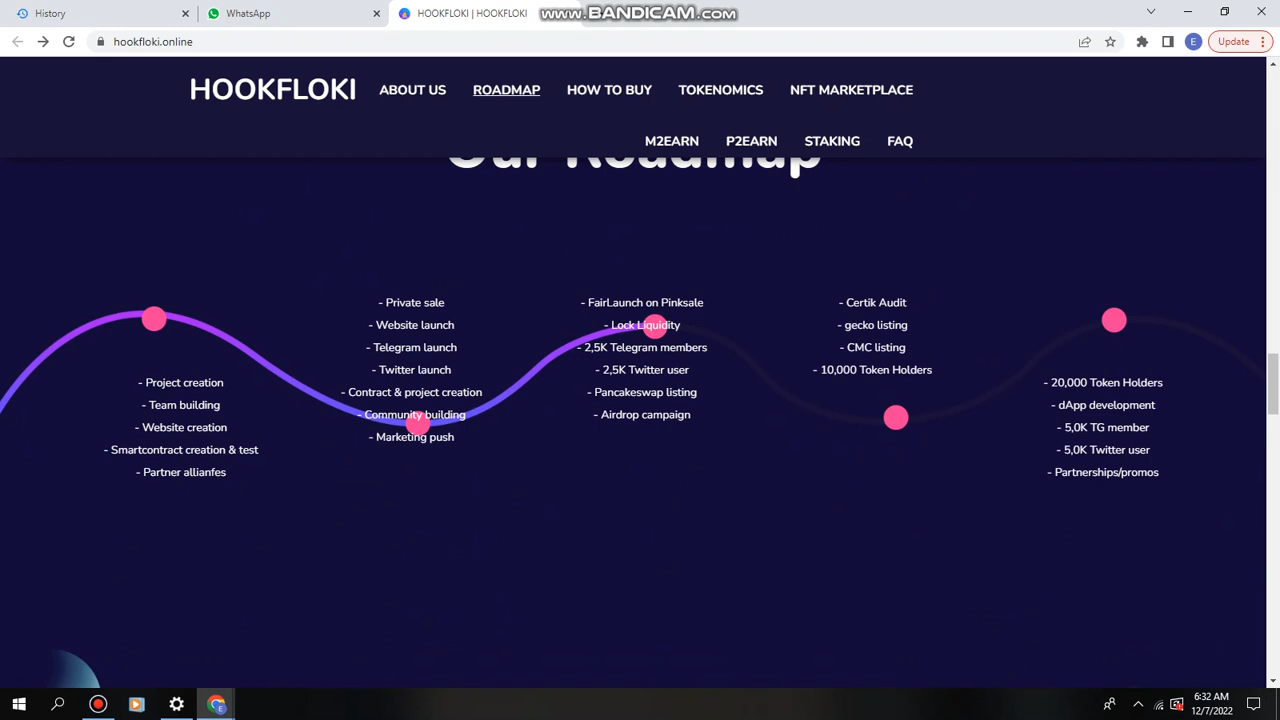 History
WhatsApp
HOOKFLOKI | HOOKFLOKI
WWW.BANDICAM.COM
hookfloki.online
E
Update
HOOKFLOKI
ABOUT US
ROADMAP
HOW TO BUY
TOKENOMICS
NFT MARKETPLACE
M2EARN
P2EARN
STAKING
FAQ
Our Roadmap
- Project creation
- Team building
- Website creation
- Smartcontract creation & test
- Partner allianfes
- Private sale
- Website launch
- Telegram launch
- Twitter launch
- Contract & project creation
- Community building
- Marketing push
- FairLaunch on Pinksale
- Lock Liquidity
- 2,5K Telegram members
- 2,5K Twitter user
- Pancakeswap listing
- Airdrop campaign
- Certik Audit
- gecko listing
- CMC listing
- 10,000 Token Holders
- 20,000 Token Holders
- dApp development
- 5,0K TG member
- 5,0K Twitter user
- Partnerships/promos
E
6:32 AM
12/7/2022